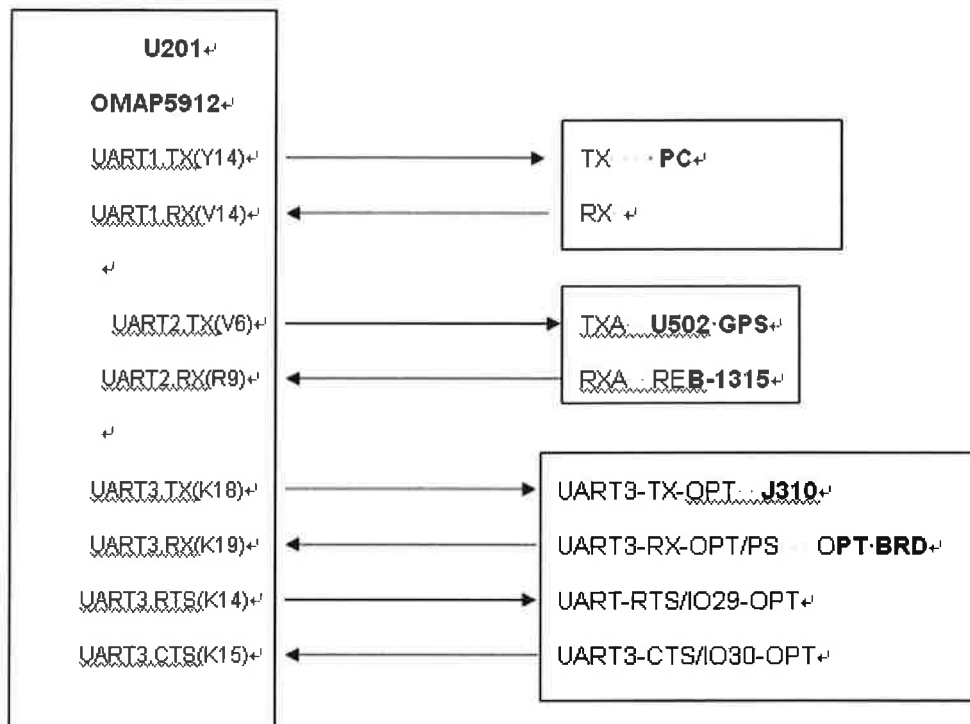 U201
OMAP5912
UART1.TX(Y14)
UART1.RX(V14)
UART2.TX(V6)
UART2.RX(R9)
UART3.TX(K18)
UART3.RX(K19)
UART3.RTS(K14)
UART3.CTS(K15)
TX PC
RX
TXA U502 GPS
RXA REB-1315
UART3-TX-OPT J310
UART3-RX-OPT/PS OPT BRD
UART-RTS/IO29-OPT
UART3-CTS/IO30-OPT